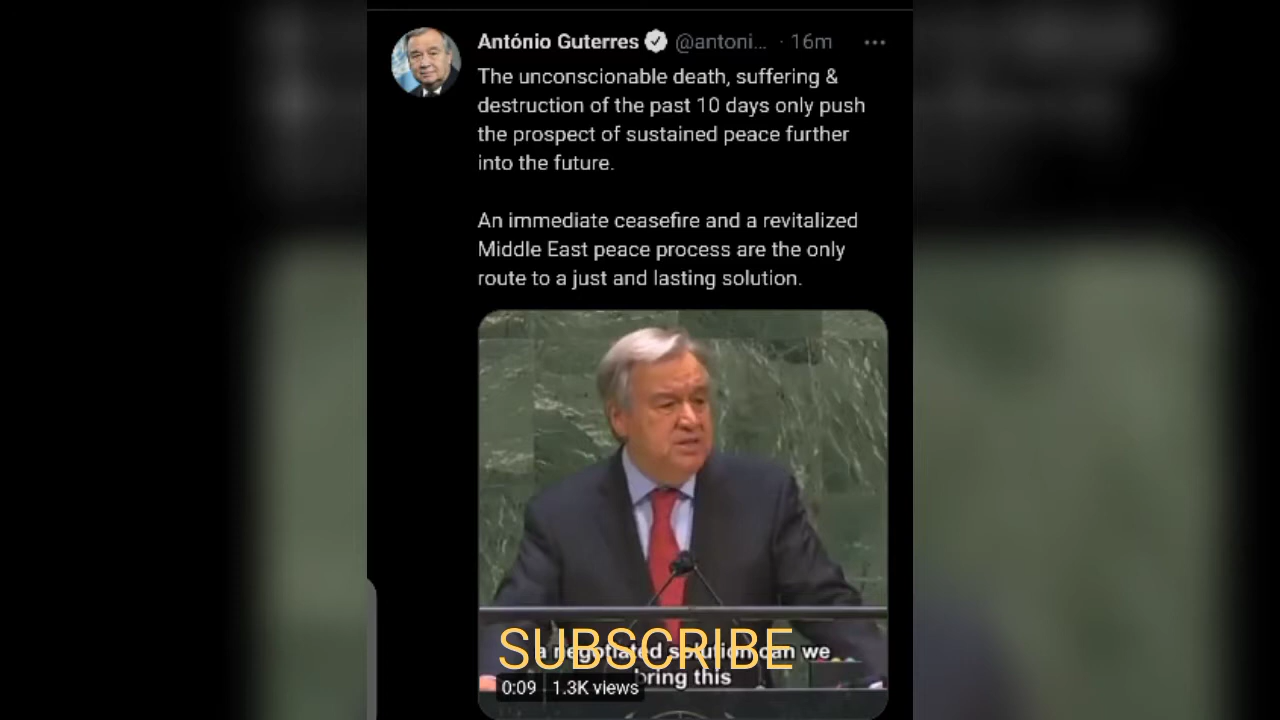 António Guterres @antoni... · 16m
The unconscionable death, suffering &
destruction of the past 10 days only push
the prospect of sustained peace further
into the future.
An immediate ceasefire and a revitalized
Middle East peace process are the only
route to a just and lasting solution.
SUBSCRIBE
a negotiated solution can we
bring this
0:09 1.3K views